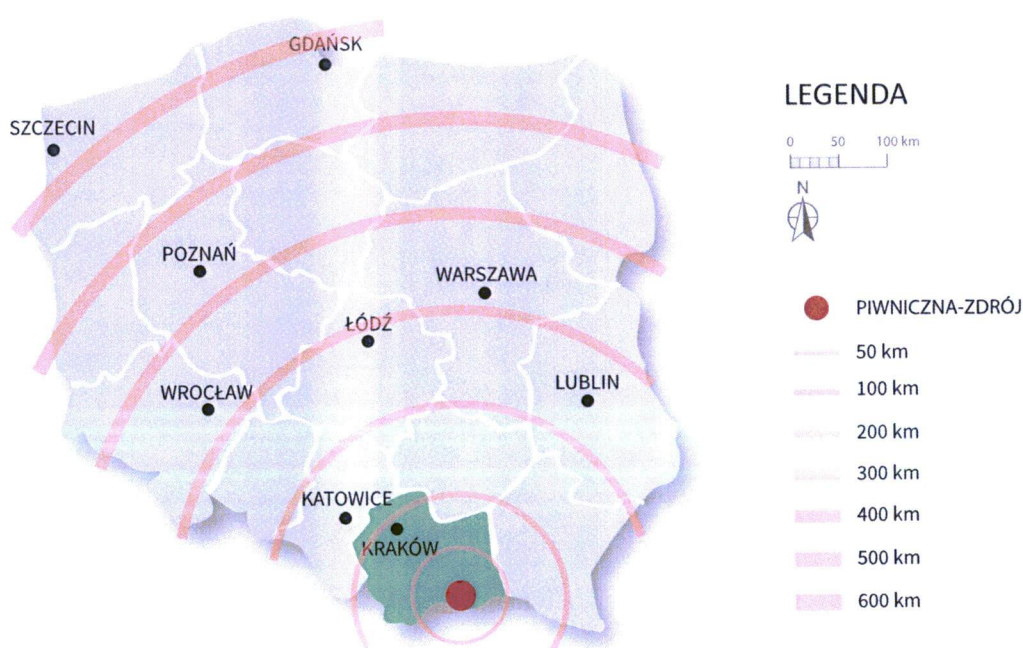 GDAŃSK
SZCZECIN
POZNAŃ
WARSZAWA
ŁÓDŹ
WROCŁAW
LUBLIN
KATOWICE
KRAKÓW
LEGENDA
0 50 100 km
N
PIWNICZNA-ZDRÓJ
50 km
100 km
200 km
300 km
400 km
500 km
600 km